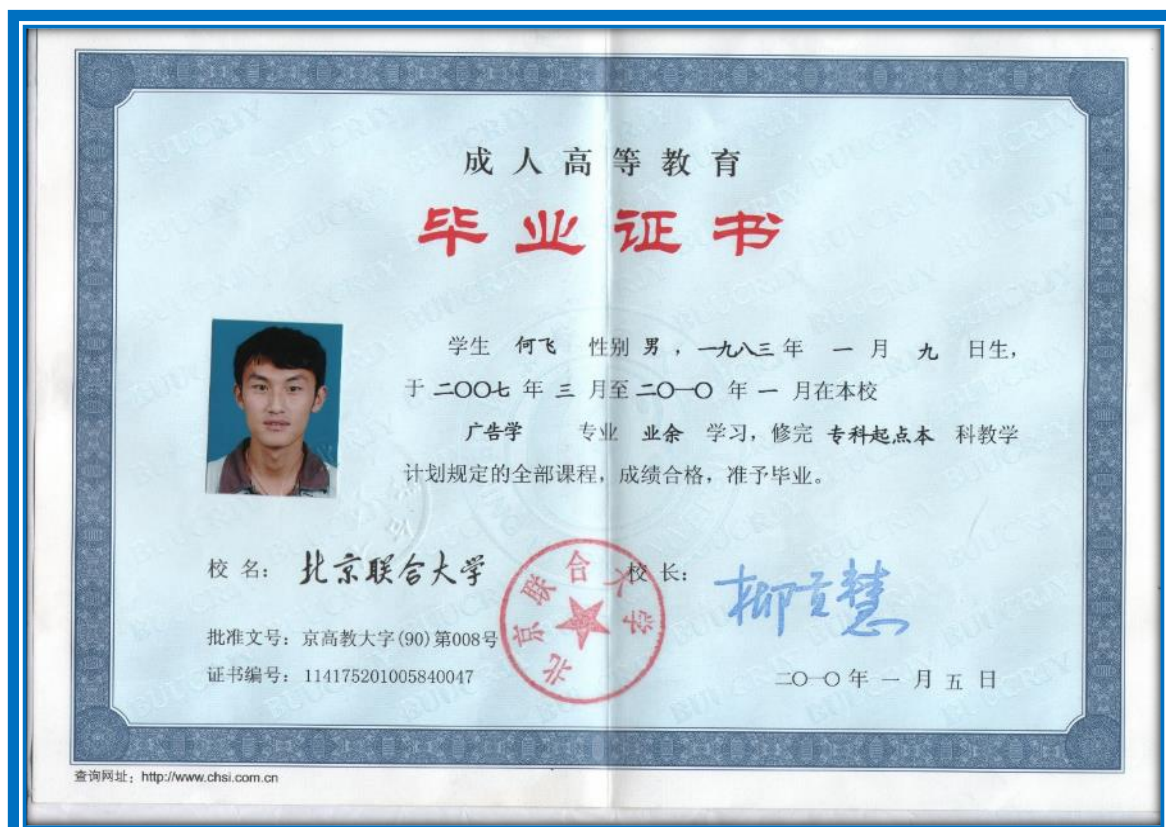 成人高等教育
毕业证书
学生 何飞 性别 男，一九八三年 一 月 九 日生，
于二〇〇七 年 三 月至二〇一〇 年 一 月在本校
广告学 专业 业余 学习，修完 专科起点本 科教学
计划规定的全部课程，成绩合格，准予毕业。
校 名： 北京联合大学 校 长： 柳贡慧
北京联合大学
批准文号：京高教大字(90)第008号
证书编号：114175201005840047
二〇一〇 年 一 月 五 日
查询网址：http://www.chsi.com.cn